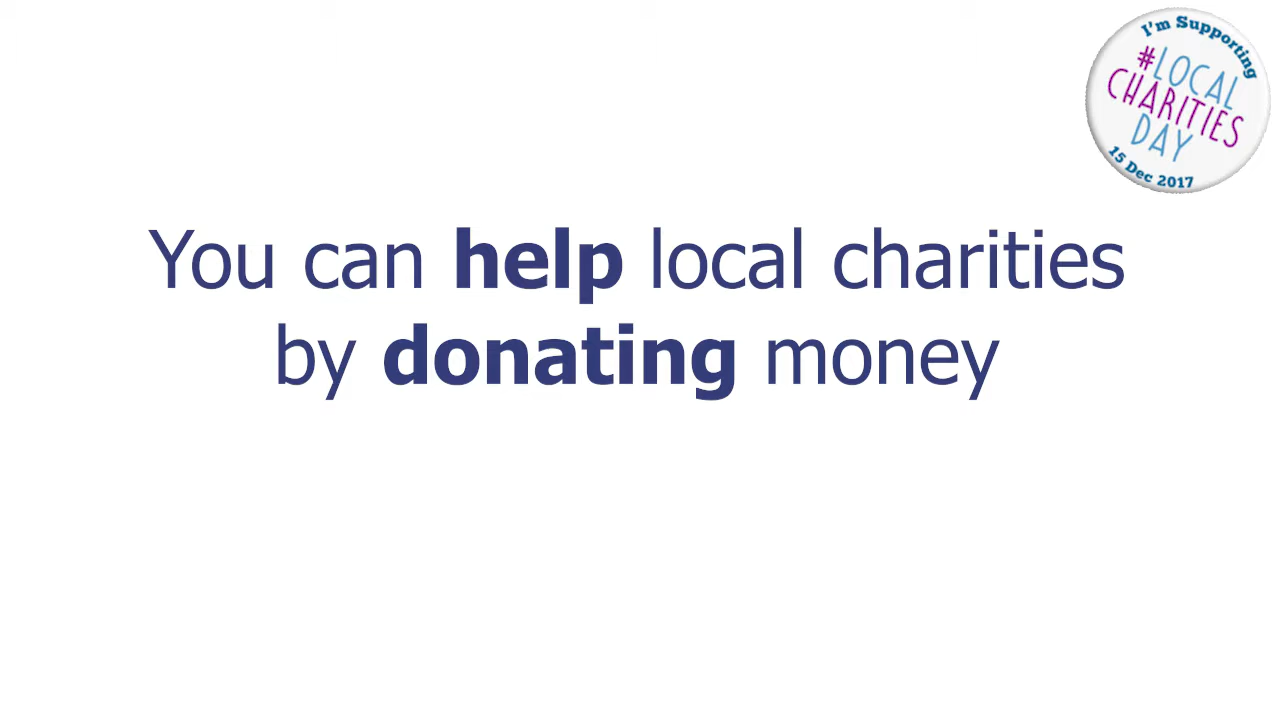 I'm Supporting
#LOCAL
CHARITIES
DAY
15 Dec 2017
You can help local charities
by donating money